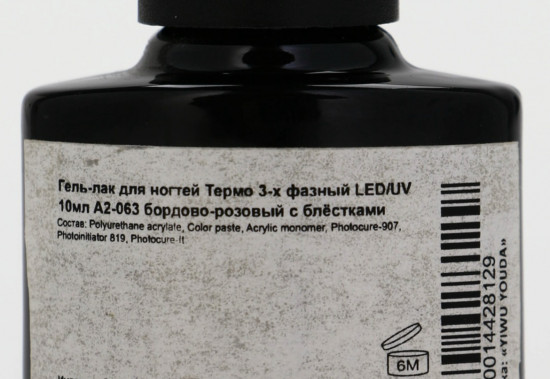 Гель-лак для ногтей Термо 3-х фазный LED/UV
10мл A2-063 бордово-розовый с блёстками
Состав: Polyurethane acrylate, Color paste, Acrylic monomer, Photocure-907,
Photoinitiator 819, Photocure-It
6M
0014428129
«YIWU YOUDA»